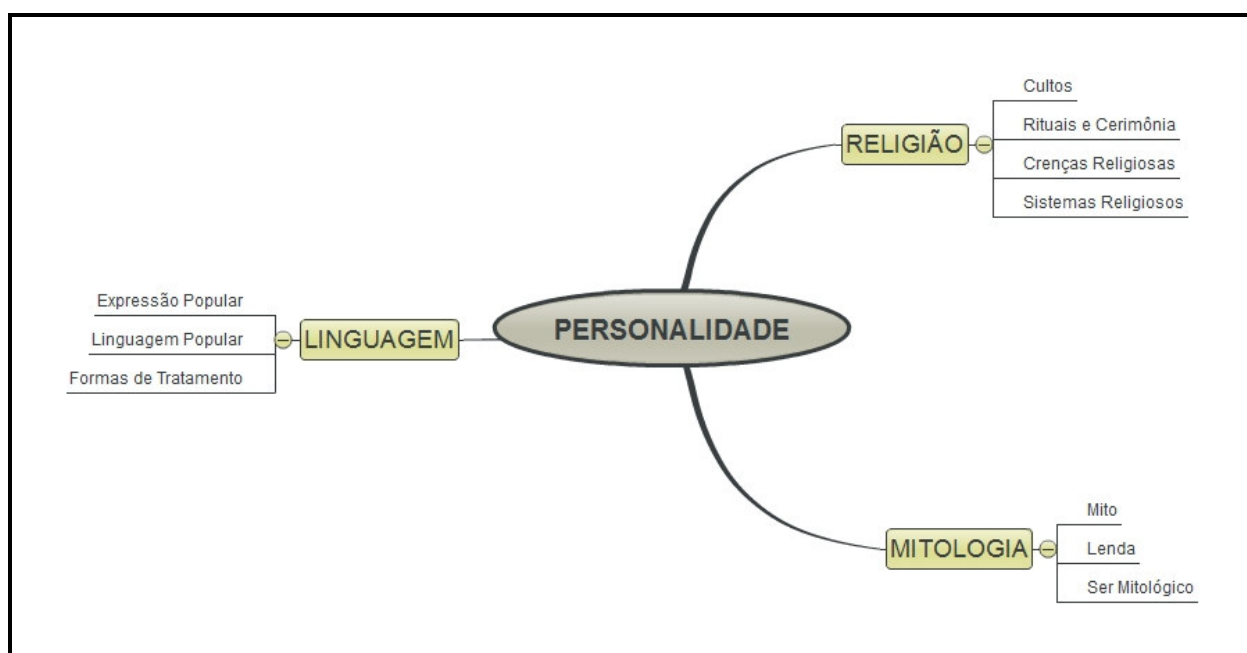 PERSONALIDADE
RELIGIÃO
Cultos
Rituais e Cerimônia
Crenças Religiosas
Sistemas Religiosos
LINGUAGEM
Expressão Popular
Linguagem Popular
Formas de Tratamento
MITOLOGIA
Mito
Lenda
Ser Mitológico